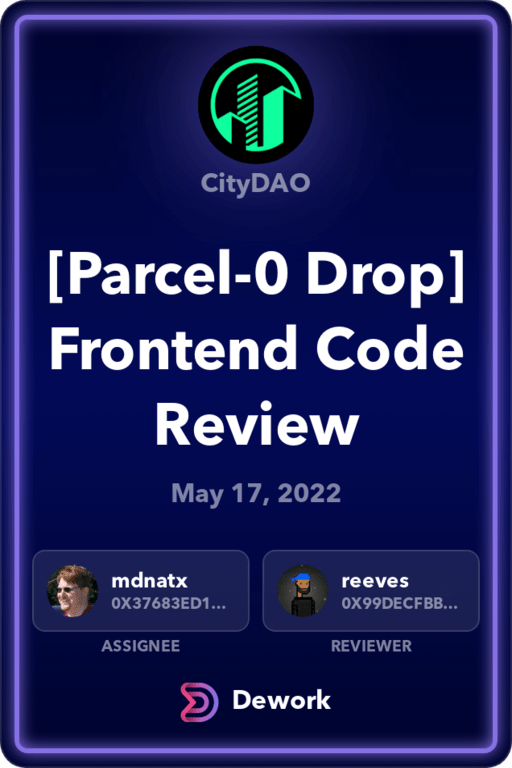 CityDAO
[Parcel-0 Drop]
Frontend Code
Review
May 17, 2022
mdnatx
0X37683ED1...
reeves
0X99DECFBB...
ASSIGNEE
REVIEWER
Dework